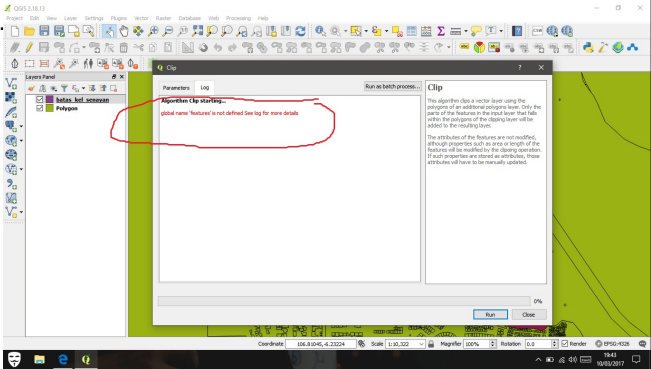 QGIS 2.18.13
Project Edit View Layer Settings Plugins Vector Raster Database Web Processing Help
Layers Panel
batas_kel_senayan
Polygon
Clip
Parameters Log
Run as batch process...
Algorithm Clip starting...
global name 'features' is not defined See log for more details
Clip
This algorithm clips a vector layer using the
polygons of an additional polygons layer. Only the
parts of the features in the input layer that falls
within the polygons of the clipping layer will be
added to the resulting layer.
The attributes of the features are not modified,
although properties such as area or length of the
features will be modified by the clipping operation.
If such properties are stored as attributes, those
attributes will have to be manually updated.
0%
Run Close
Coordinate 106.81045,-6.23224 Scale 1:10,322 Magnifier 100% Rotation 0.0 Render EPSG:4326
19:43
10/03/2017